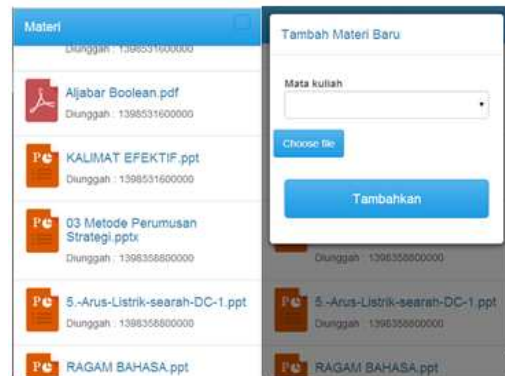 Materi
Diunggah : 1398531600000
Aljabar Boolean.pdf
Diunggah : 1398531600000
KALIMAT EFEKTIF.ppt
Diunggah : 1398531600000
03 Metode Perumusan
Strategi.pptx
Diunggah : 1398358800000
5.-Arus-Listrik-searah-DC-1.ppt
Diunggah : 1398358800000
RAGAM BAHASA.ppt
Tambah Materi Baru
Mata kuliah
Choose file
Tambahkan
Diunggah : 1398358800000
5.-Arus-Listrik-searah-DC-1.ppt
Diunggah : 1398358800000
RAGAM BAHASA.ppt